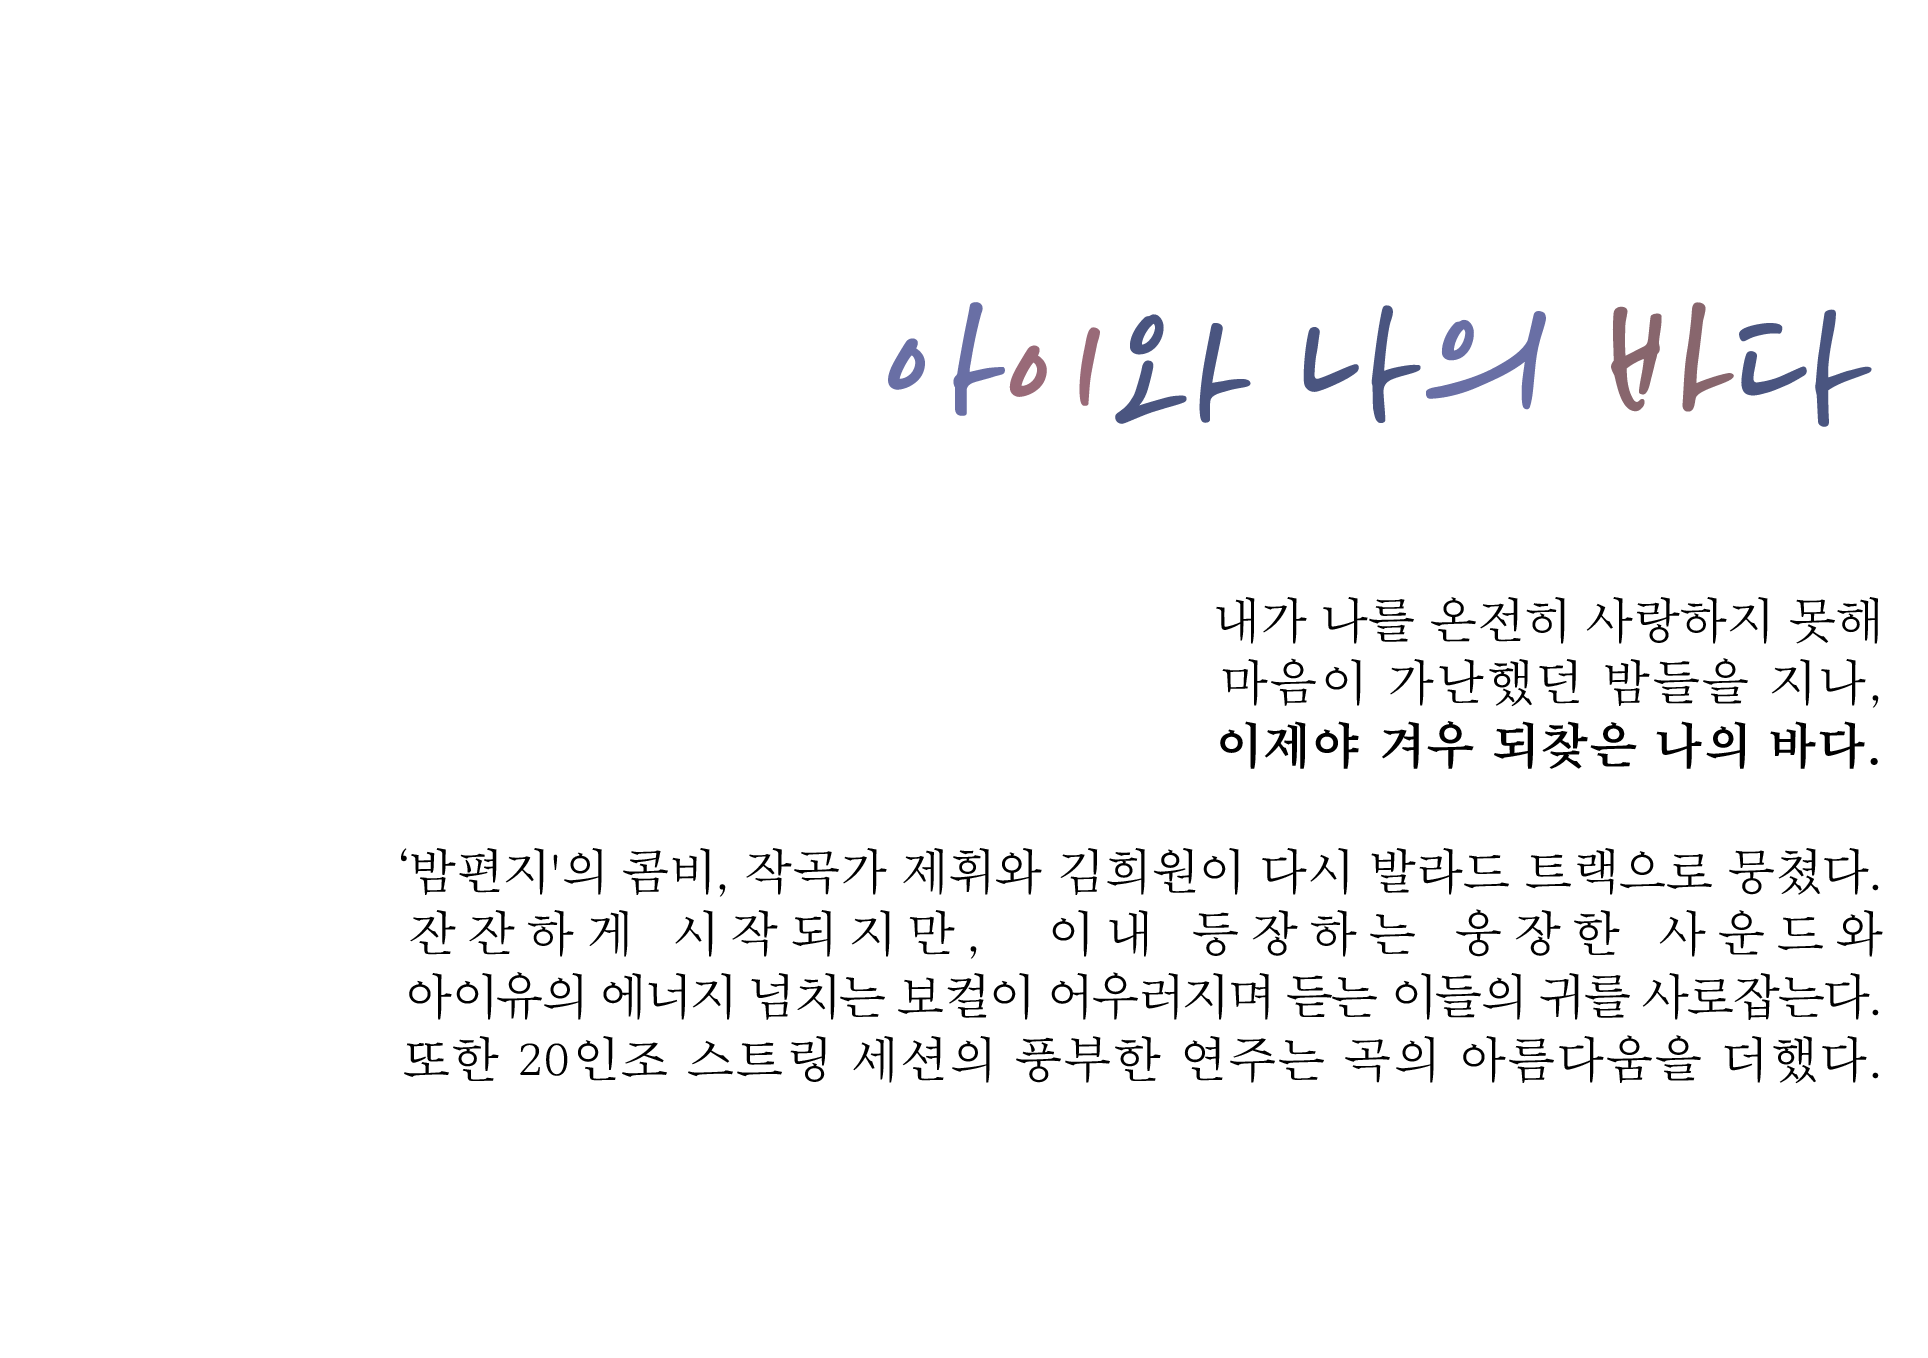 아이와 나의 바다
내가 나를 온전히 사랑하지 못해
마음이 가난했던 밤들을 지나,
이제야 겨우 되찾은 나의 바다.
‘밤편지'의 콤비, 작곡가 제휘와 김희원이 다시 발라드 트랙으로 뭉쳤다.
잔잔하게 시작되지만, 이내 등장하는 웅장한 사운드와
아이유의 에너지 넘치는 보컬이 어우러지며 듣는 이들의 귀를 사로잡는다.
또한 20인조 스트링 세션의 풍부한 연주는 곡의 아름다움을 더했다.